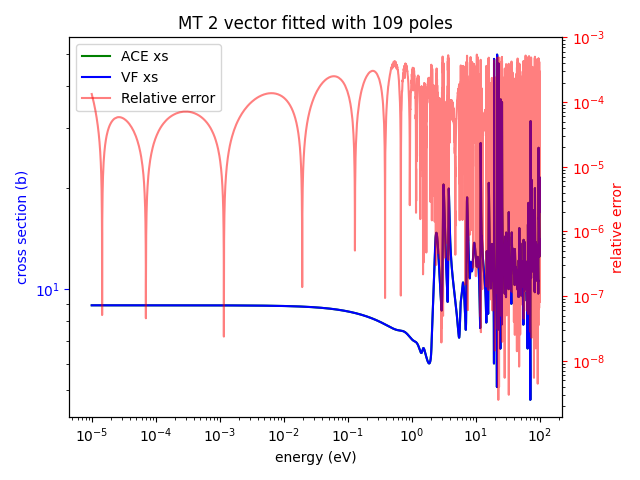 MT 2 vector fitted with 109 poles
ACE xs
VF xs
Relative error
cross section (b)
10¹
10⁻³
10⁻⁴
10⁻⁵
10⁻⁶
10⁻⁷
10⁻⁸
relative error
10⁻⁵ 10⁻⁴ 10⁻³ 10⁻² 10⁻¹ 10⁰ 10¹ 10²
energy (eV)